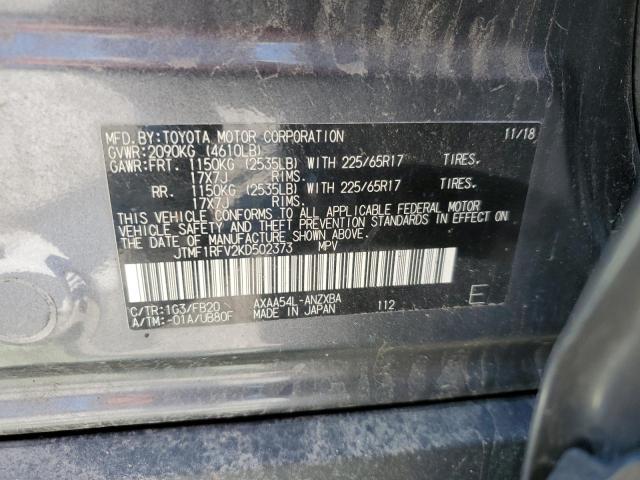 MFD. BY:TOYOTA MOTOR CORPORATION 11/18
GVWR:2090KG (4610LB)
GAWR:FRT. 1150KG (2535LB) WITH 225/65R17 TIRES.
17X7J RIMS.
RR. 1150KG (2535LB) WITH 225/65R17 TIRES.
17X7J RIMS.
THIS VEHICLE CONFORMS TO ALL APPLICABLE FEDERAL MOTOR
VEHICLE SAFETY AND THEFT PREVENTION STANDARDS IN EFFECT ON
THE DATE OF MANUFACTURE SHOWN ABOVE.
JTMF1RFV2KD502373 MPV
C/TR:1G3/FB20 AXAA54L-ANZXBA 112 E
A/TM:-01A/UB80F MADE IN JAPAN